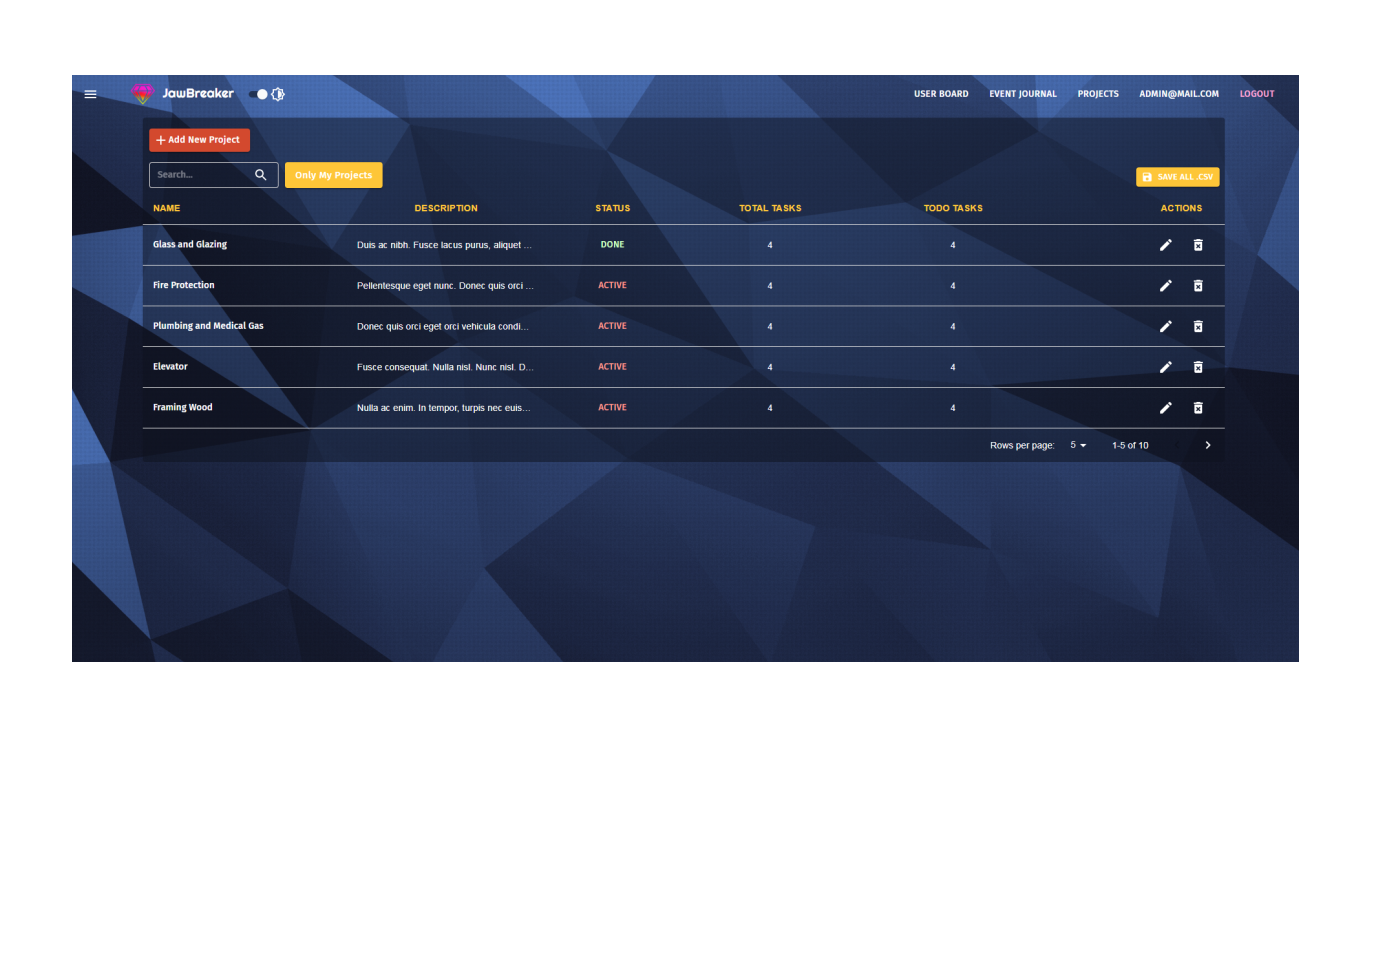 JawBreaker USER BOARD EVENT JOURNAL PROJECTS ADMIN@MAIL.COM LOGOUT
Add New Project
Search... Only My Projects SAVE ALL .CSV
NAME DESCRIPTION STATUS TOTAL TASKS TODO TASKS ACTIONS
Glass and Glazing Duis ac nibh. Fusce lacus purus, aliquet ... DONE 4 4
Fire Protection Pellentesque eget nunc. Donec quis orci ... ACTIVE 4 4
Plumbing and Medical Gas Donec quis orci eget orci vehicula condi... ACTIVE 4 4
Elevator Fusce consequat. Nulla nisl. Nunc nisl. D... ACTIVE 4 4
Framing Wood Nulla ac enim. In tempor, turpis nec euis... ACTIVE 4 4
Rows per page: 5 1-5 of 10